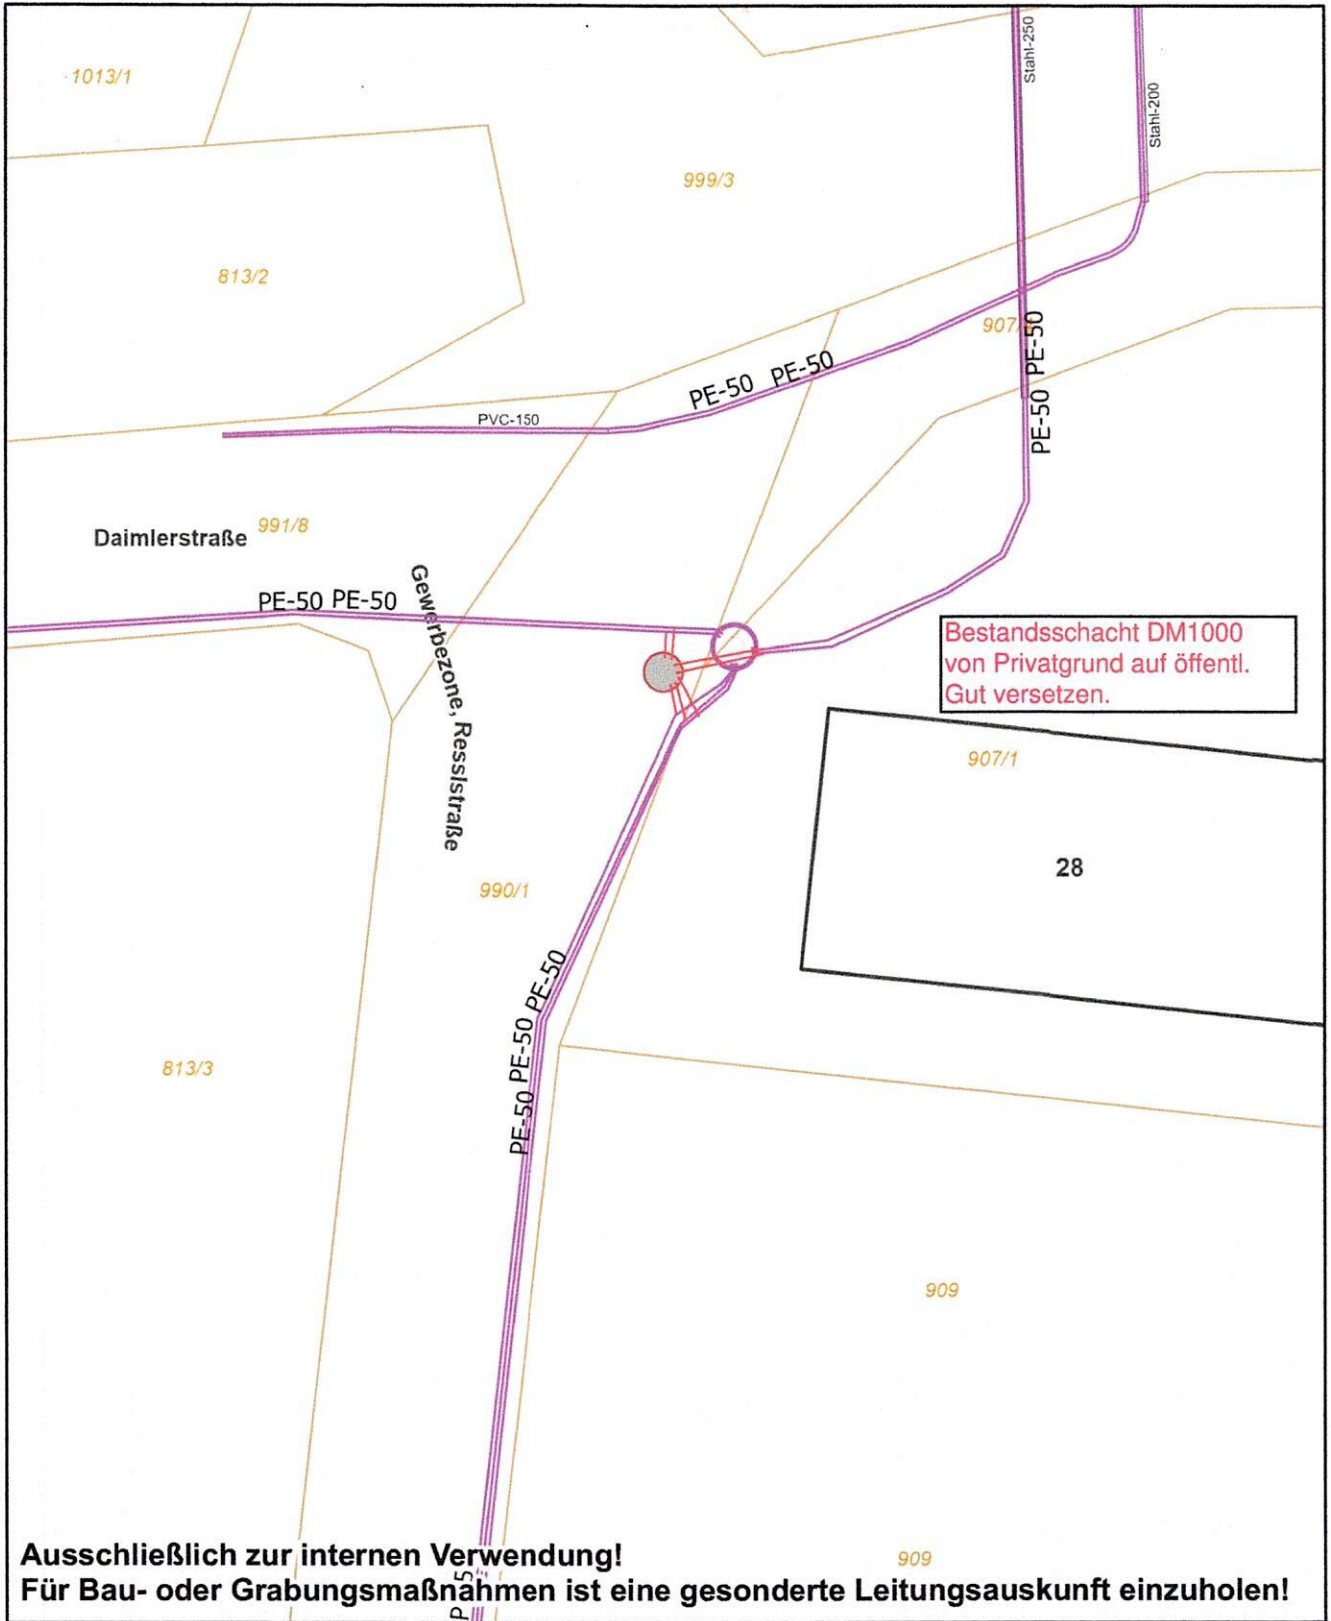 1013/1
Stahl-250
Stahl-200
999/3
813/2
PE-50 PE-50
PE-50 PE-50
PVC-150
991/8
Daimlerstraße
PE-50 PE-50
Gewerbezone, Resslstraße
Bestandsschacht DM1000
von Privatgrund auf öffentl.
Gut versetzen.
907/1
28
990/1
PE-50 PE-50 PE-50
813/3
909
909
Ausschließlich zur internen Verwendung!
Für Bau- oder Grabungsmaßnahmen ist eine gesonderte Leitungsauskunft einzuholen!